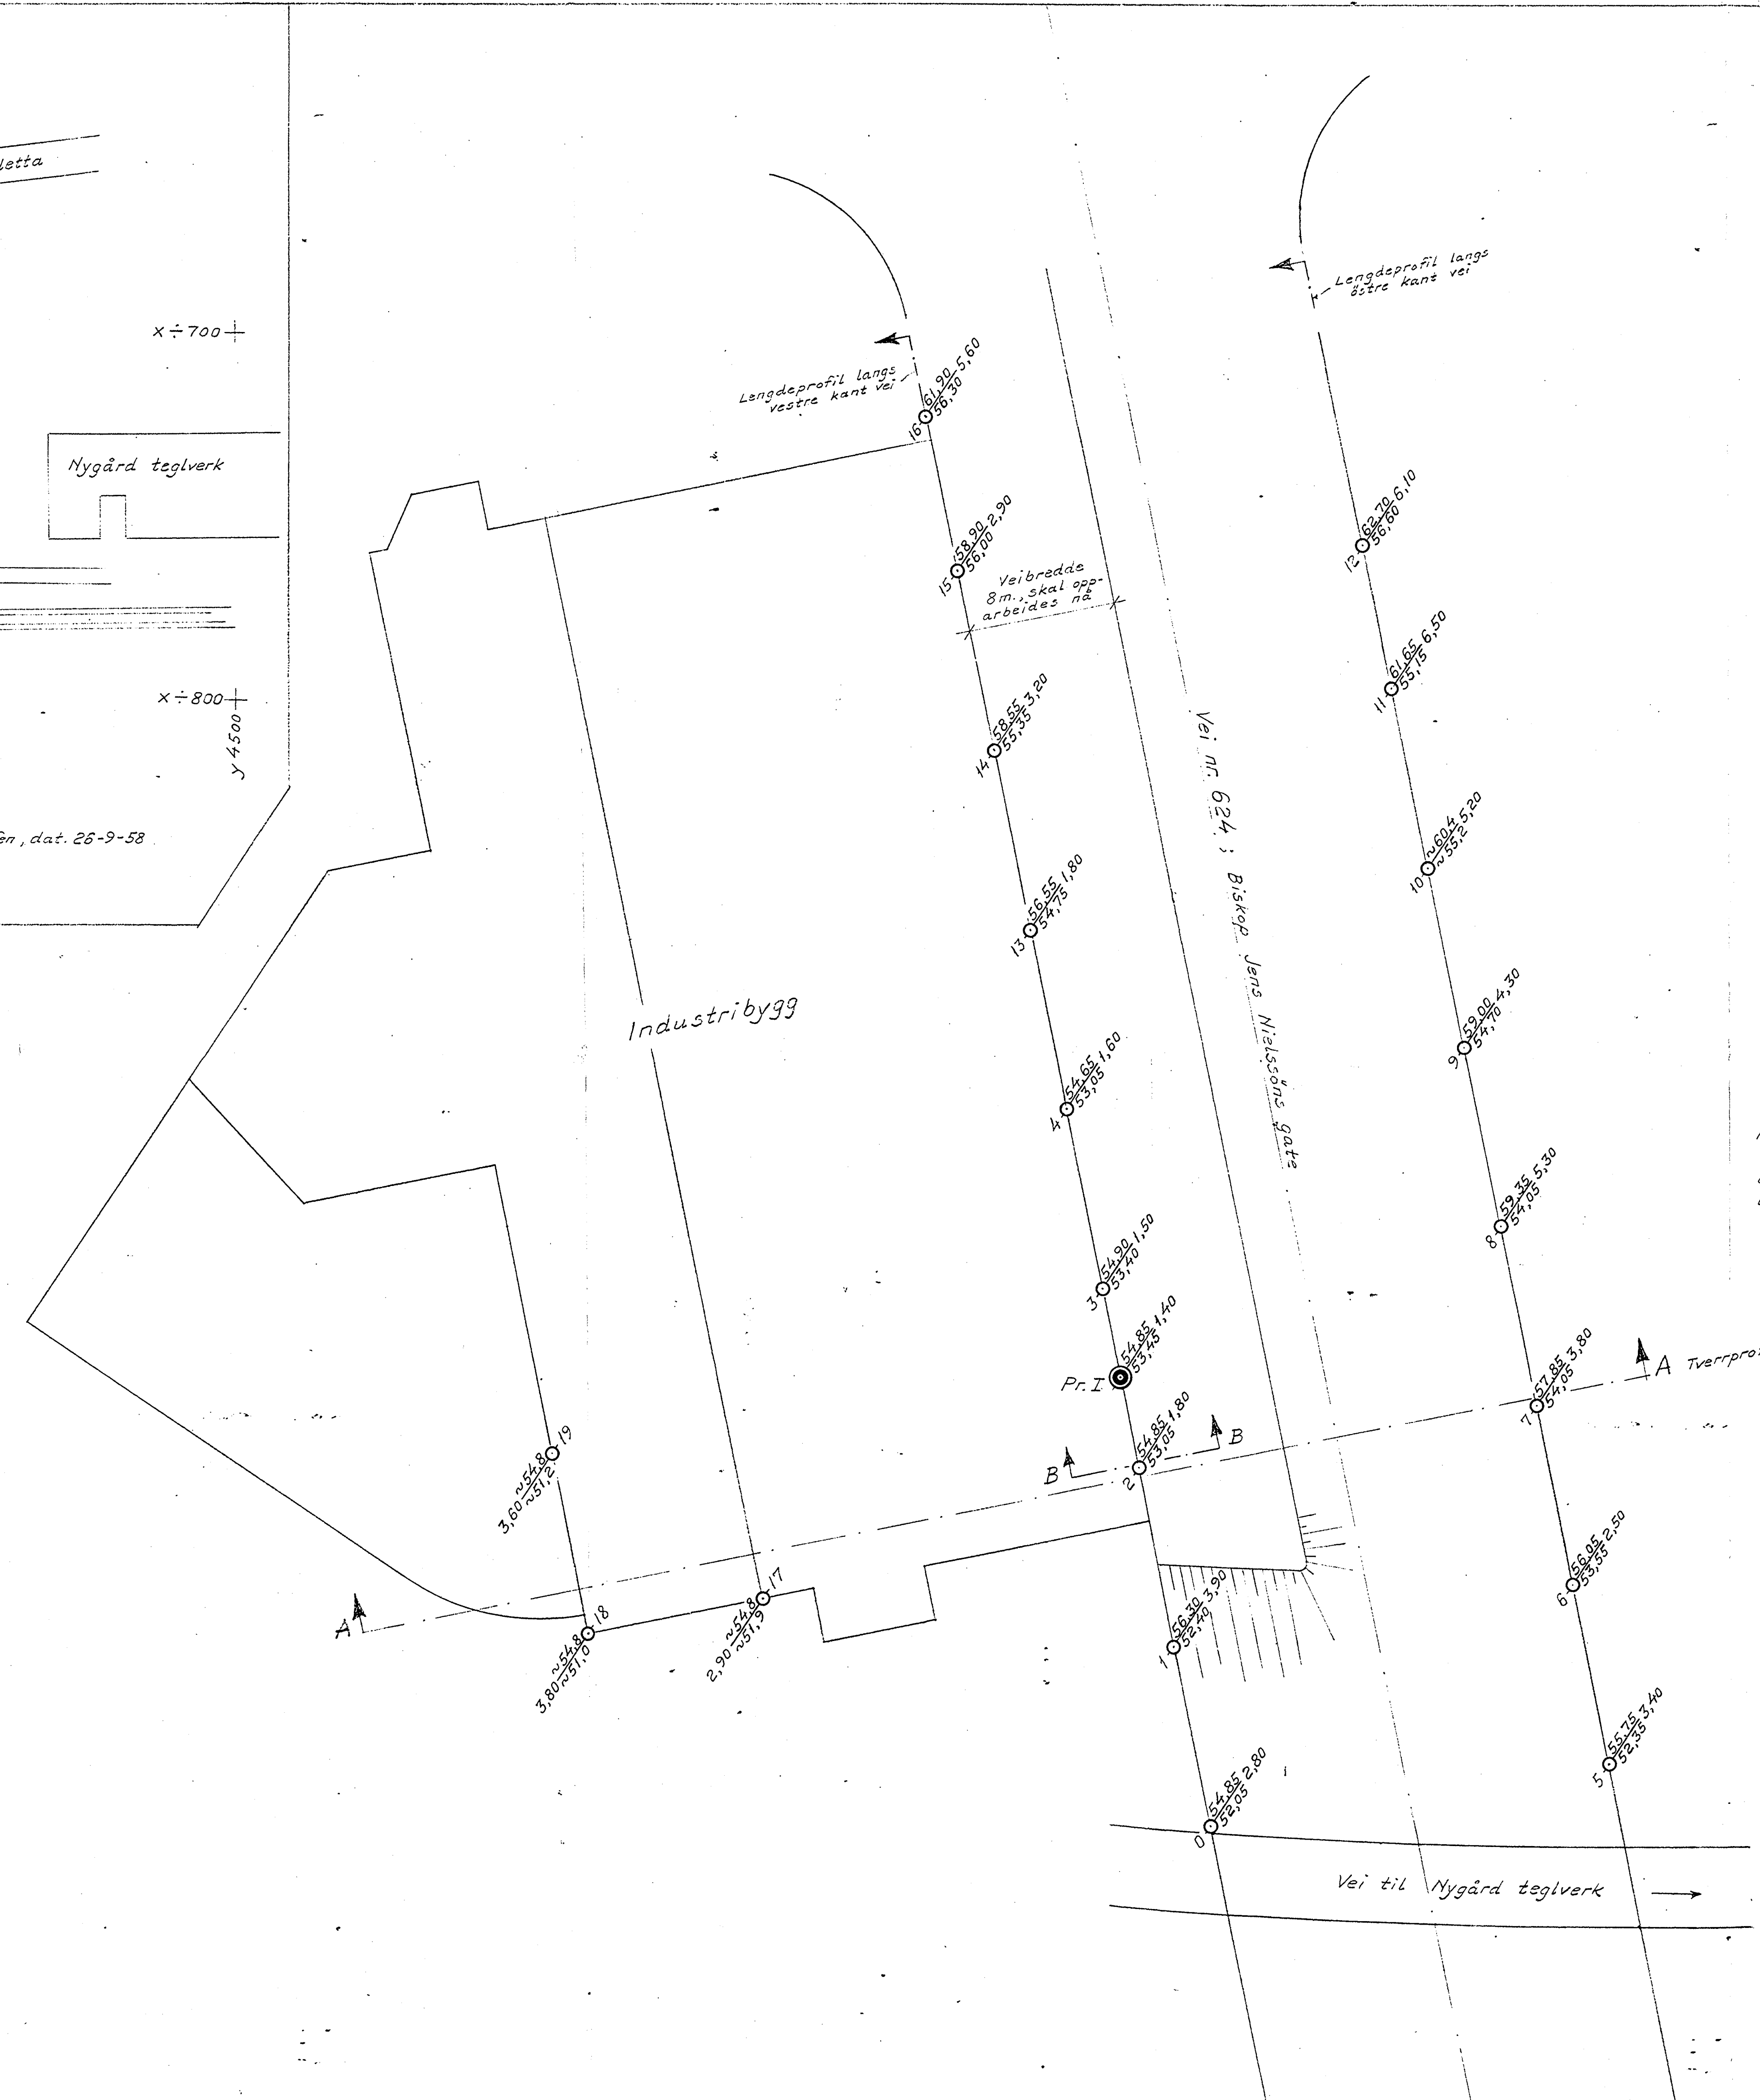 letta
x÷700
Nygård teglverk
x÷800
y 4500
en, dat. 26-9-58
Lengdeprofil langs
vestre kant vei
Lengdeprofil langs
östre kant vei
16 61,90 5,60
56,30
15 58,90 2,90
56,00
Veibredde
8m., skal opp-
arbeides nå
14 58,55 3,20
55,35
13 56,55 1,80
54,75
4 54,65 1,60
53,05
3 54,90 1,50
53,40
Pr. I 54,85 1,40
53,45
2 54,85 1,80
53,05
1 56,30 3,90
52,40
0 54,85 2,80
52,05
Industribygg
Vei nr. 624 ; Biskop Jens Nielssöns gate
12 62,70 6,10
56,60
11 61,65 6,50
55,15
10 ~60,4 5,20
~55,2
9 59,00 4,30
54,70
8 59,35 5,30
54,05
7 57,85 3,80
54,05
A Tverrpro
6 56,05 2,50
53,55
5 55,75 3,40
52,35
B
B
19
3,60 ~54,8
~51,2
18
3,80 ~54,8
~51,0
17
2,90 ~54,8
~51,9
A
Vei til Nygård teglverk